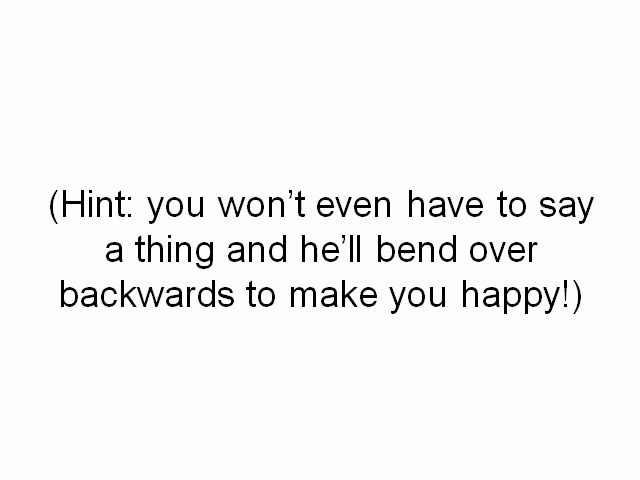 (Hint: you won’t even have to say
a thing and he’ll bend over
backwards to make you happy!)